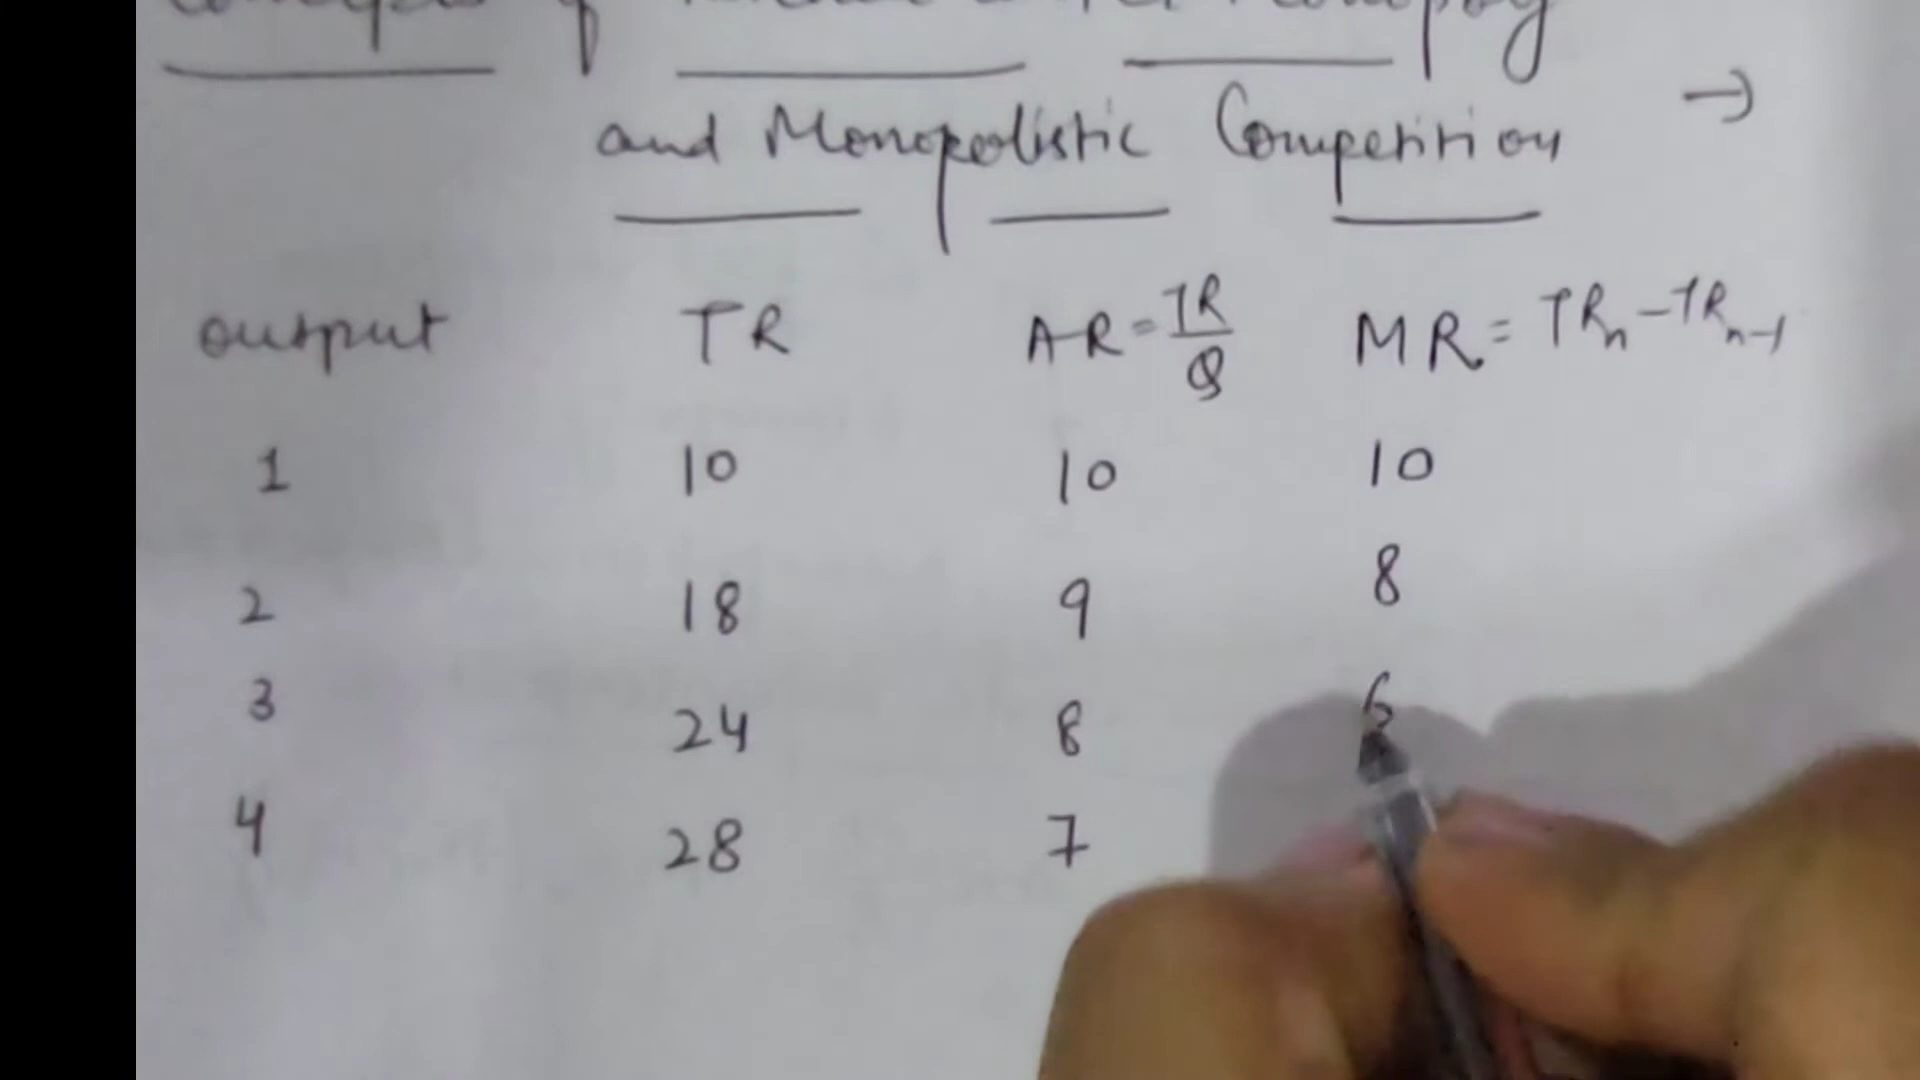 of
and Monopolistic Competition →
output TR AR = TR/Q MR = TRn - TRn-1
1 10 10 10
2 18 9 8
3 24 8 6
4 28 7